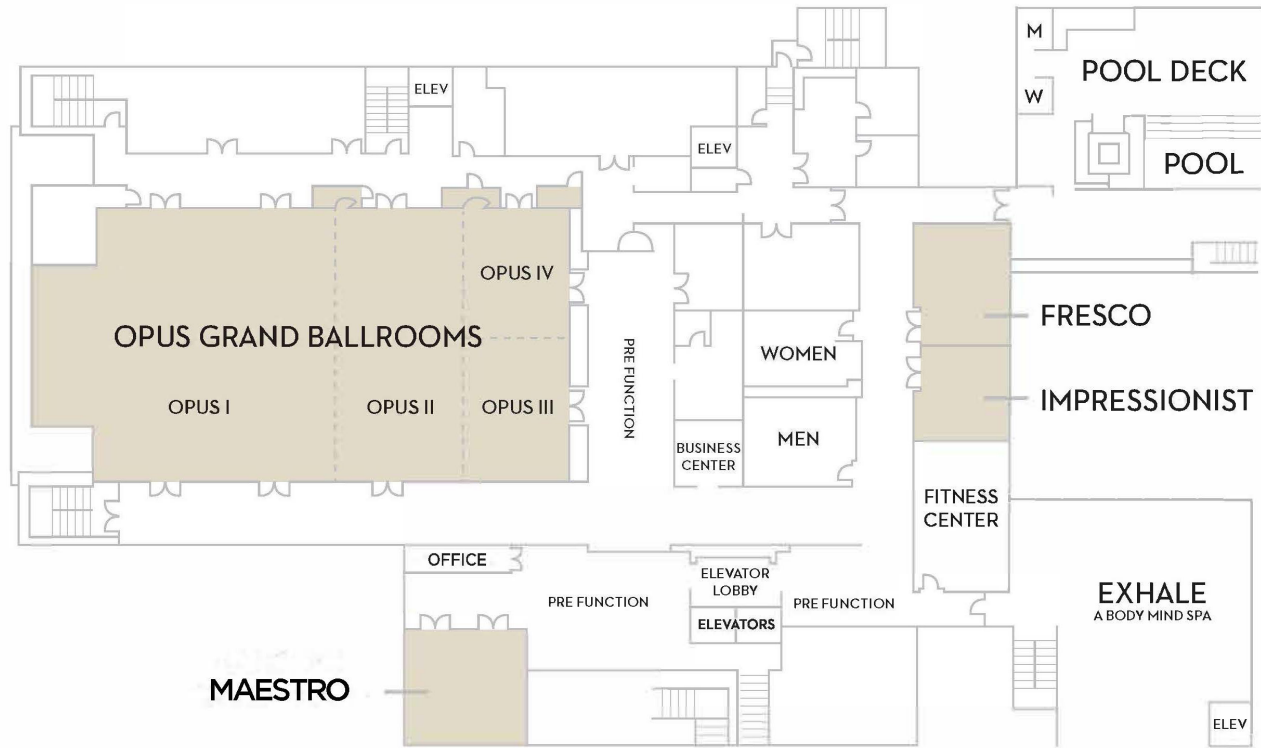 M
POOL DECK
ELEV
W
ELEV
POOL
OPUS IV
FRESCO
OPUS GRAND BALLROOMS
PRE FUNCTION
WOMEN
IMPRESSIONIST
OPUS I
OPUS II
OPUS III
MEN
BUSINESS
CENTER
FITNESS
CENTER
OFFICE
ELEVATOR
LOBBY
PRE FUNCTION
PRE FUNCTION
EXHALE
A BODY MIND SPA
ELEVATORS
MAESTRO
ELEV